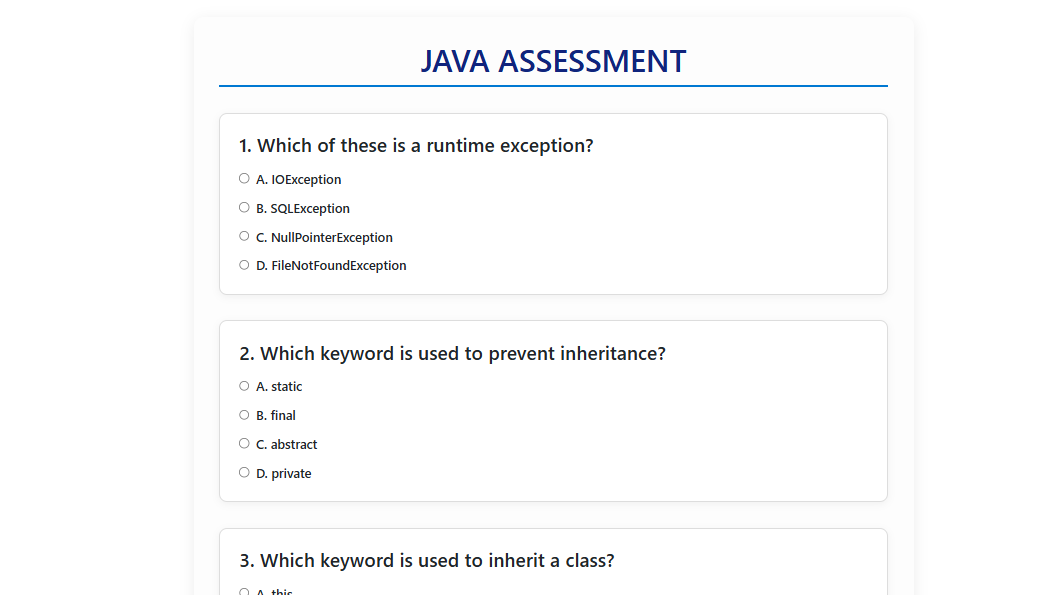 JAVA ASSESSMENT
1. Which of these is a runtime exception?
A. IOException
B. SQLException
C. NullPointerException
D. FileNotFoundException
2. Which keyword is used to prevent inheritance?
A. static
B. final
C. abstract
D. private
3. Which keyword is used to inherit a class?
A. this